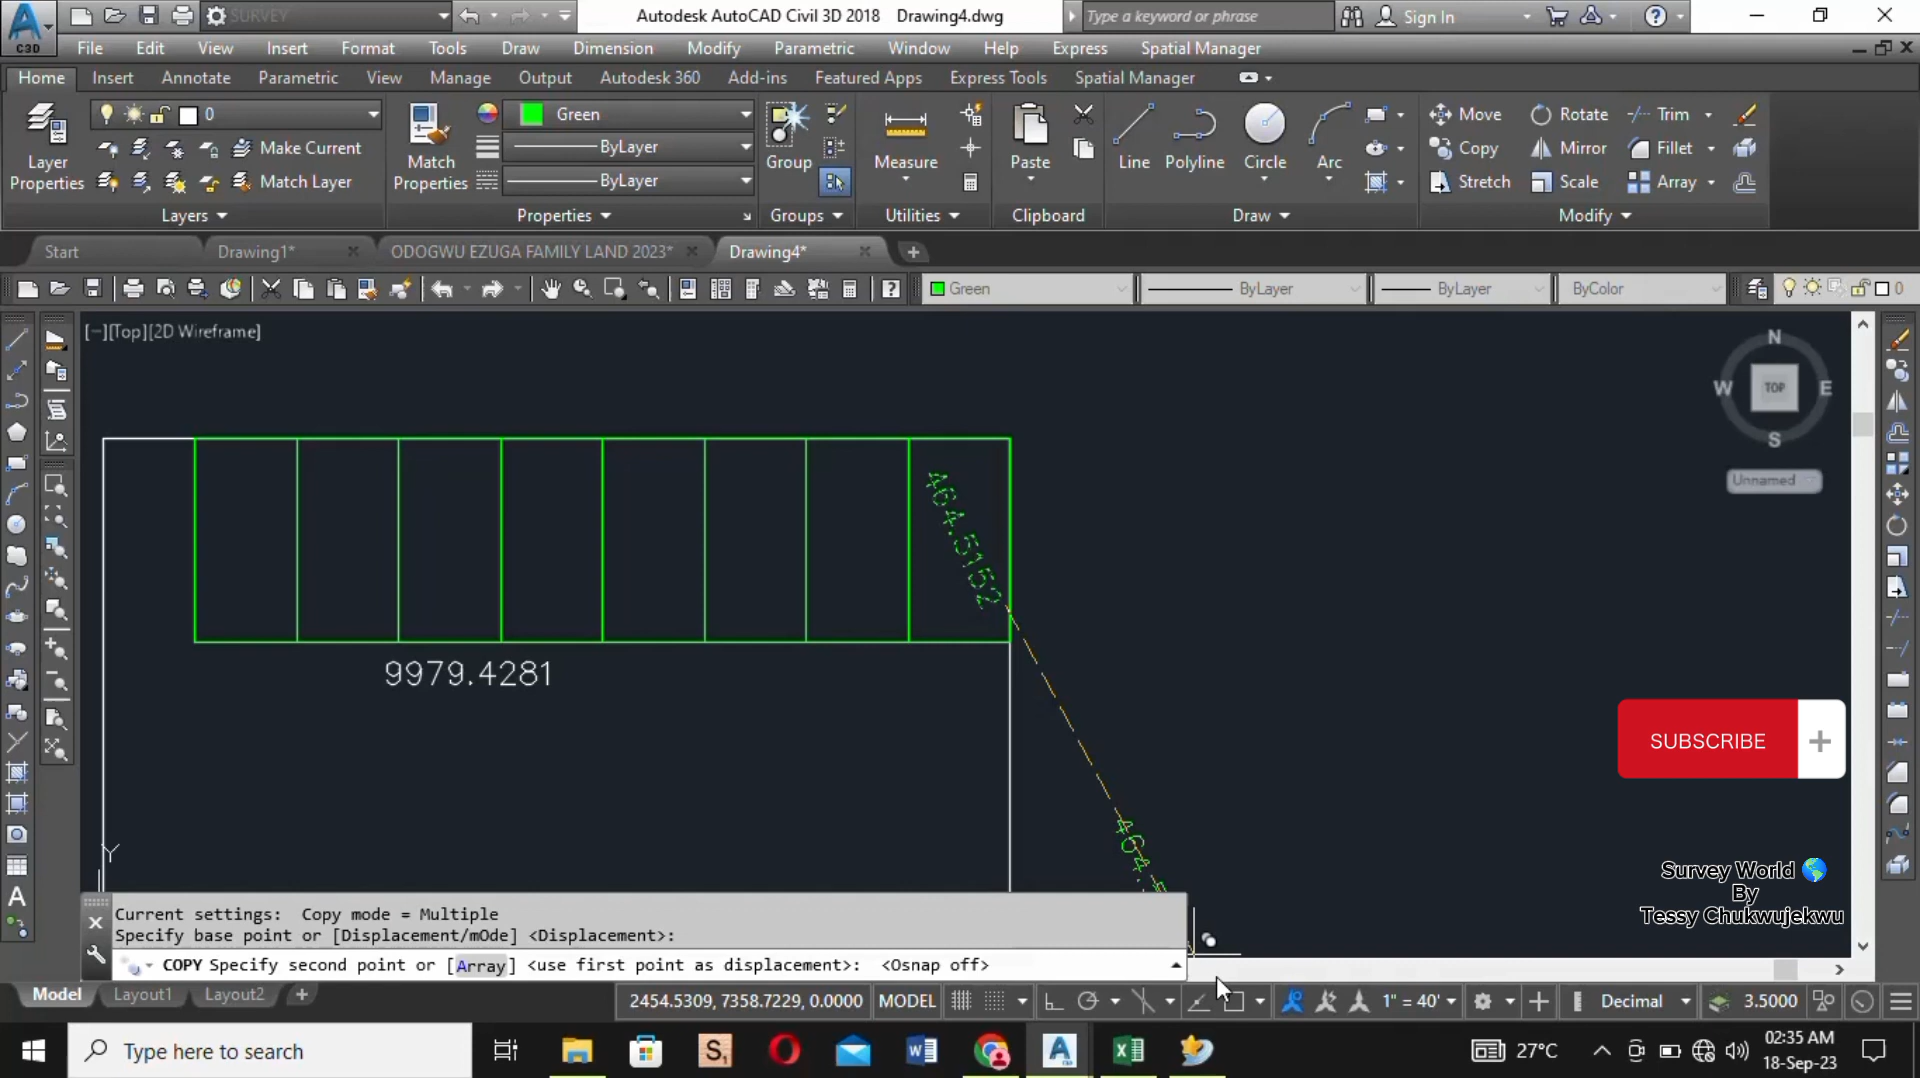 C3D
SURVEY
Autodesk AutoCAD Civil 3D 2018 Drawing4.dwg
Type a keyword or phrase
Sign In
File Edit View Insert Format Tools Draw Dimension Modify Parametric Window Help Express Spatial Manager
Home Insert Annotate Parametric View Manage Output Autodesk 360 Add-ins Featured Apps Express Tools Spatial Manager
Layer Properties
0
Make Current
Match Layer
Layers
Match Properties
Green
ByLayer
ByLayer
Properties
Group
Groups
Measure
Utilities
Paste
Clipboard
Line Polyline Circle Arc
Draw
Move Rotate Trim
Copy Mirror Fillet
Stretch Scale Array
Modify
Start Drawing1* ODOGWU EZUGA FAMILY LAND 2023* Drawing4*
Green ByLayer ByLayer ByColor 0
[−][Top][2D Wireframe]
N
W TOP E
S
Unnamed
464.5152
9979.4281
Y
SUBSCRIBE
Survey World
By
Tessy Chukwujekwu
Current settings: Copy mode = Multiple
Specify base point or [Displacement/mOde] <Displacement>:
COPY Specify second point or [Array] <use first point as displacement>: <Osnap off>
Model Layout1 Layout2
2454.5309, 7358.7229, 0.0000 MODEL 1" = 40' Decimal 3.5000
Type here to search
27°C
02:35 AM
18-Sep-23